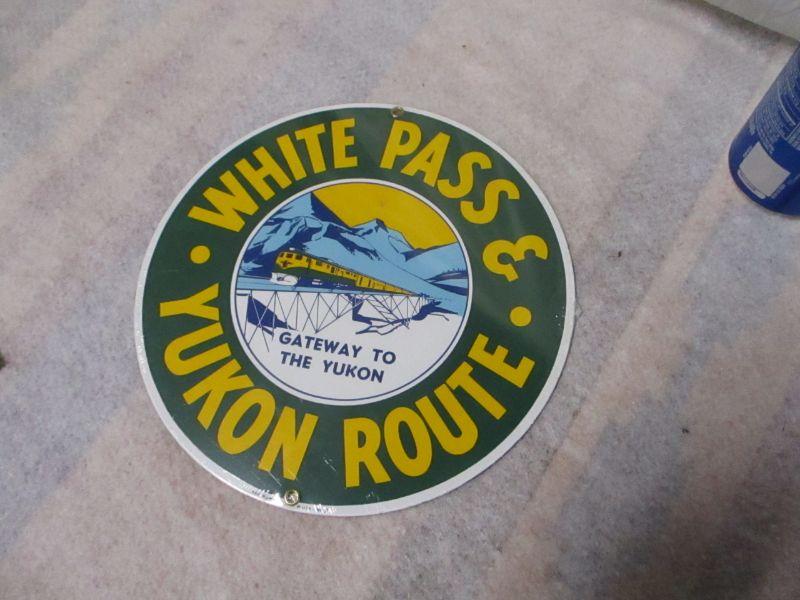 WHITE PASS &
YUKON ROUTE
GATEWAY TO
THE YUKON